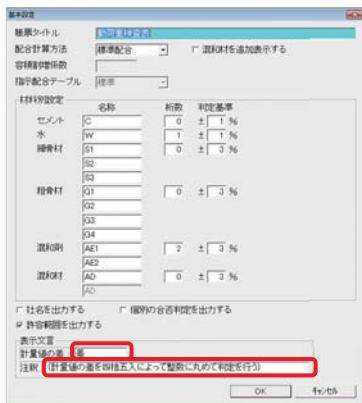 基本設定
帳票タイトル 動荷重検査表
配合計算方法 標準配合 □ 混和材を追加表示する
容積割増係数
指示配合テーブル 標準
材料別設定
名称 桁数 判定基準
セメント C 0 ± 1 %
水 W 1 ± 1 %
細骨材 S1 0 ± 3 %
S2
S3
粗骨材 G1 0 ± 3 %
G2
G3
G4
混和剤 AE1 2 ± 3 %
AE2
混和材 AD 0 ± 3 %
AD
□ 社名を出力する □ 個別の合否判定を出力する
☑ 許容範囲を出力する
表示文言
計量値の差 差
注釈 (計量値の差を四捨五入によって整数に丸めて判定を行う)
OK キャンセル